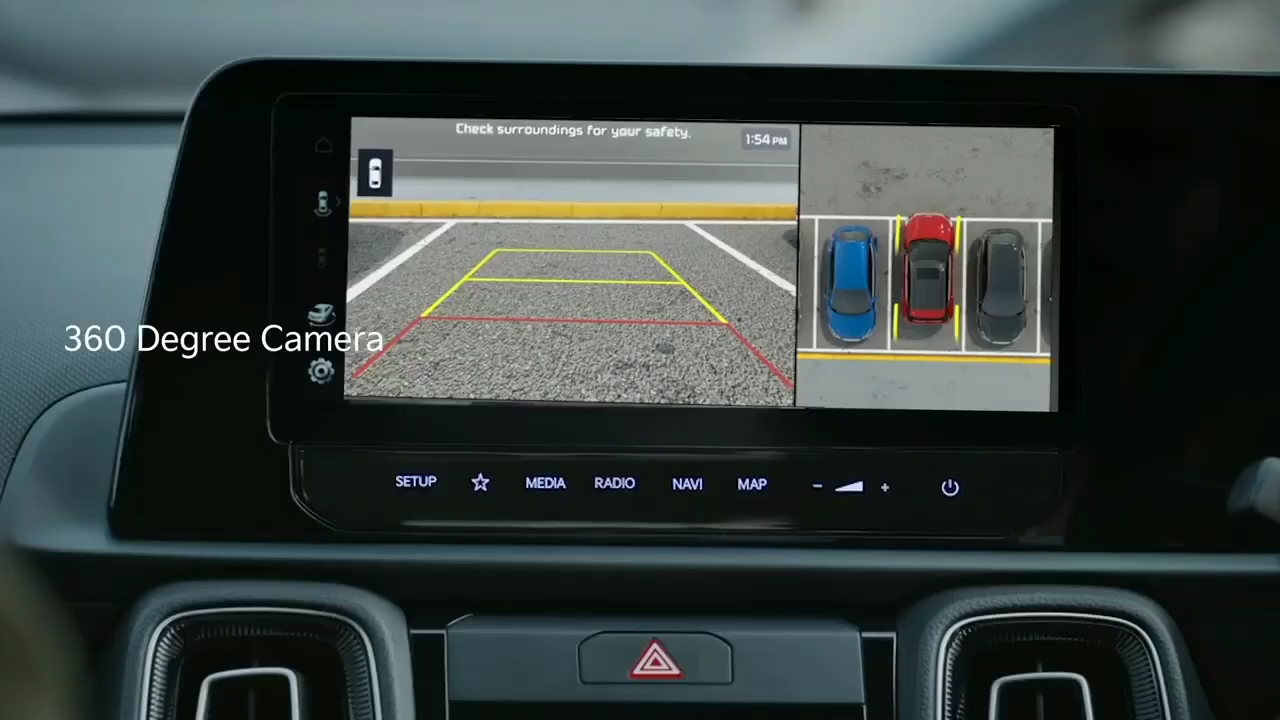 Check surroundings for your safety.
1:54 PM
360 Degree Camera
SETUP
MEDIA
RADIO
NAVI
MAP